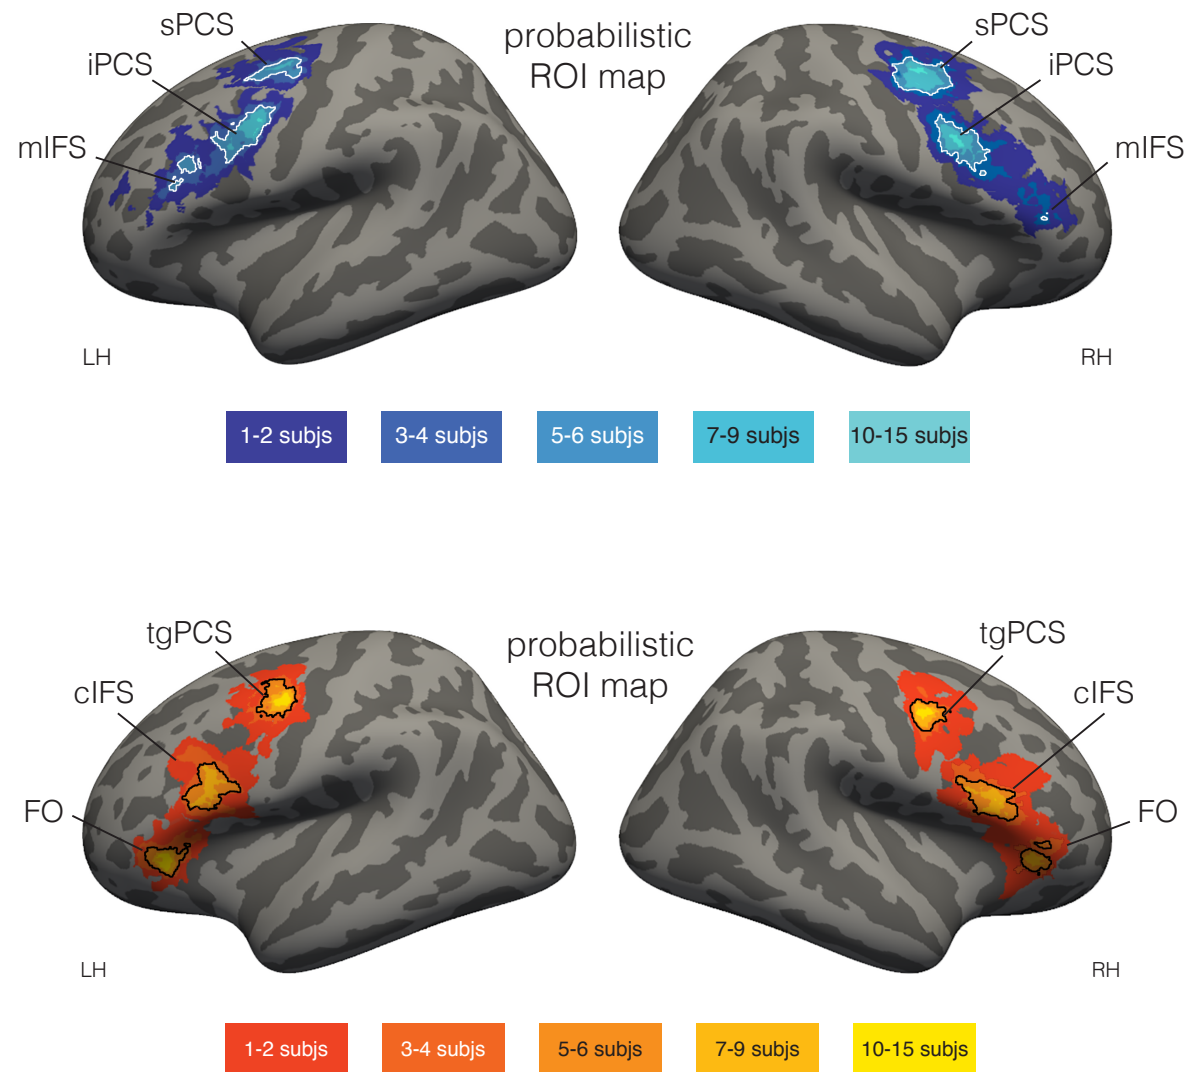 sPCS
iPCS
mIFS
probabilistic
ROI map
sPCS
iPCS
mIFS
LH
RH
1-2 subjs
3-4 subjs
5-6 subjs
7-9 subjs
10-15 subjs
tgPCS
cIFS
FO
probabilistic
ROI map
tgPCS
cIFS
FO
LH
RH
1-2 subjs
3-4 subjs
5-6 subjs
7-9 subjs
10-15 subjs